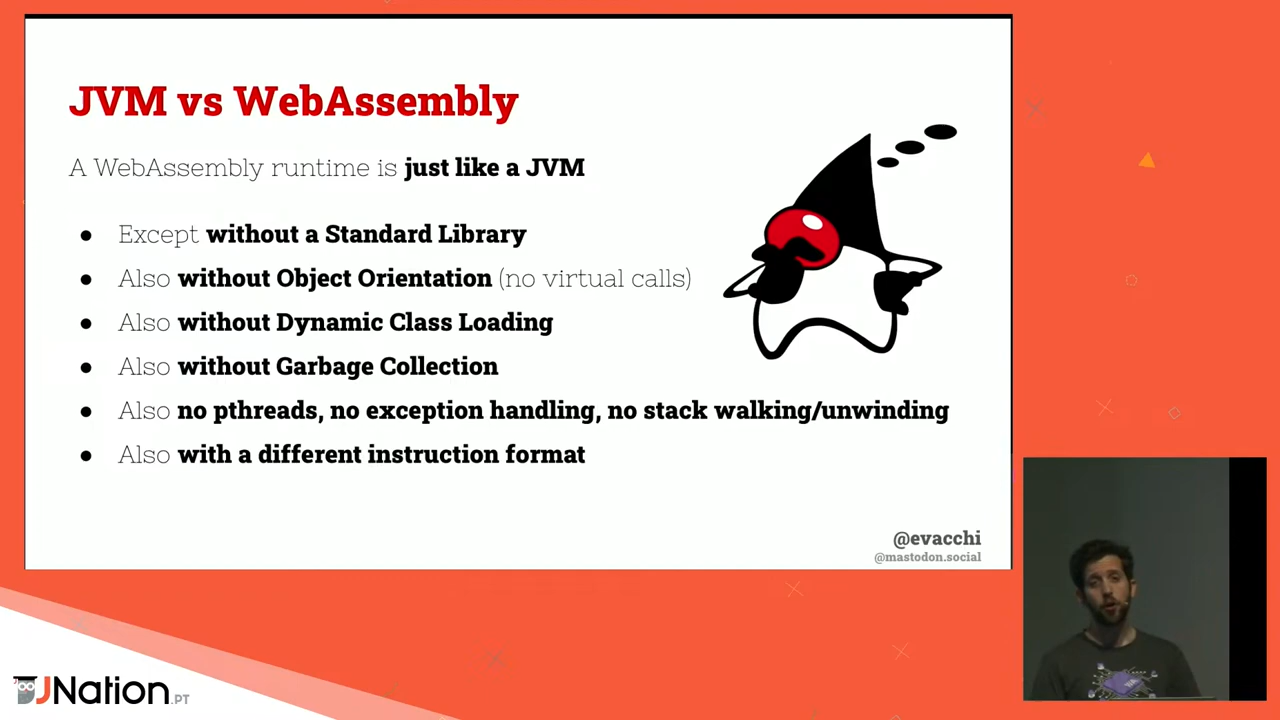 JVM vs WebAssembly
A WebAssembly runtime is just like a JVM
● Except without a Standard Library
● Also without Object Orientation (no virtual calls)
● Also without Dynamic Class Loading
● Also without Garbage Collection
● Also no pthreads, no exception handling, no stack walking/unwinding
● Also with a different instruction format
@evacchi
@mastodon.social
JNation.PT